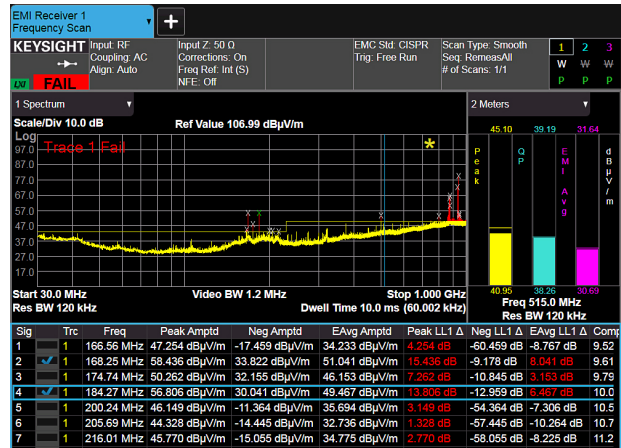 EMI Receiver 1
Frequency Scan
KEYSIGHT
Input: RF
Coupling: AC
Align: Auto
Input Z: 50 Ω
Corrections: On
Freq Ref: Int (S)
NFE: Off
EMC Std: CISPR
Trig: Free Run
Scan Type: Smooth
Seq: RemeasAll
# of Scans: 1/1
1 2 3
W W W
P P P
LXI FAIL
1 Spectrum
Scale/Div 10.0 dB
Ref Value 106.99 dBµV/m
Log
Trace 1 Fail
97.0
87.0
77.0
67.0
57.0
47.0
37.0
27.0
17.0
Start 30.0 MHz
Video BW 1.2 MHz
Stop 1.000 GHz
Res BW 120 kHz
Dwell Time 10.0 ms (60.002 kHz)
2 Meters
45.10 39.19 31.64
Peak
QP
EMI Avg
dBµV/m
40.95 38.26 30.69
Freq 515.0 MHz
Res BW 120 kHz
Sig Trc Freq Peak Amptd Neg Amptd EAvg Amptd Peak LL1 Δ Neg LL1 Δ EAvg LL1 Δ Comp
1 1 166.56 MHz 47.254 dBµV/m -17.459 dBµV/m 34.233 dBµV/m 4.254 dB -60.459 dB -8.767 dB 9.52
2 1 168.25 MHz 58.436 dBµV/m 33.822 dBµV/m 51.041 dBµV/m 15.436 dB -9.178 dB 8.041 dB 9.61
3 1 174.74 MHz 50.262 dBµV/m 32.155 dBµV/m 46.153 dBµV/m 7.262 dB -10.845 dB 3.153 dB 9.79
4 1 184.27 MHz 56.806 dBµV/m 30.041 dBµV/m 49.467 dBµV/m 13.806 dB -12.959 dB 6.467 dB 10.0
5 1 200.24 MHz 46.149 dBµV/m -11.364 dBµV/m 35.694 dBµV/m 3.149 dB -54.364 dB -7.306 dB 10.5
6 1 205.69 MHz 44.328 dBµV/m -14.445 dBµV/m 32.736 dBµV/m 1.328 dB -57.445 dB -10.264 dB 10.7
7 1 216.01 MHz 45.770 dBµV/m -15.055 dBµV/m 34.775 dBµV/m 2.770 dB -58.055 dB -8.225 dB 11.2